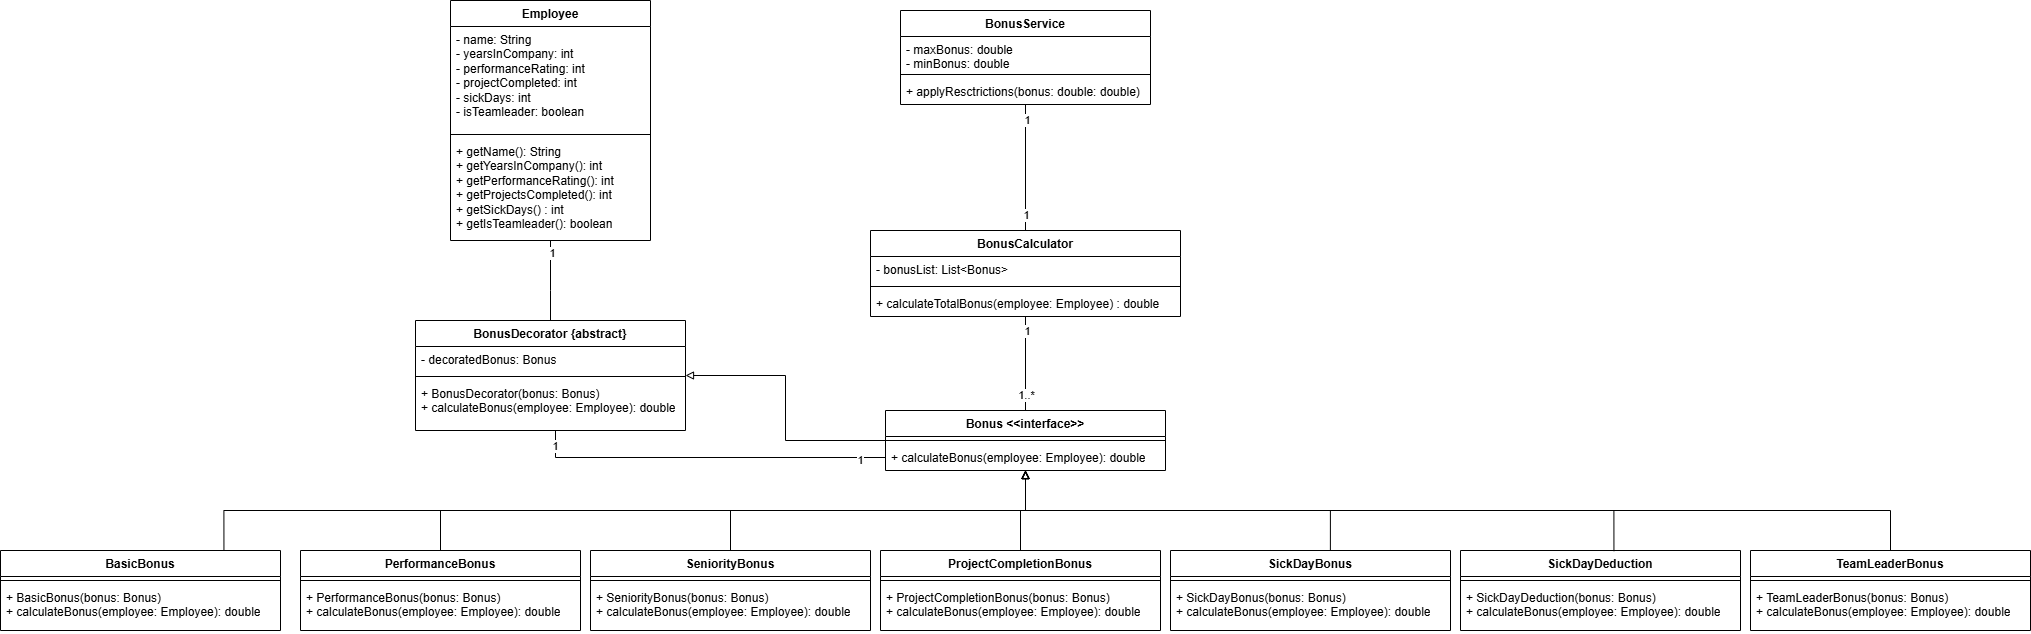 Employee
- name: String
- yearsInCompany: int
- performanceRating: int
- projectCompleted: int
- sickDays: int
- isTeamleader: boolean
+ getName(): String
+ getYearsInCompany(): int
+ getPerformanceRating(): int
+ getProjectsCompleted(): int
+ getSickDays() : int
+ getIsTeamleader(): boolean
1
BonusService
- maxBonus: double
- minBonus: double
+ applyResctrictions(bonus: double: double)
1
1
BonusCalculator
- bonusList: List<Bonus>
+ calculateTotalBonus(employee: Employee) : double
1
1..*
BonusDecorator {abstract}
- decoratedBonus: Bonus
+ BonusDecorator(bonus: Bonus)
+ calculateBonus(employee: Employee): double
1
1
Bonus <<interface>>
+ calculateBonus(employee: Employee): double
BasicBonus
+ BasicBonus(bonus: Bonus)
+ calculateBonus(employee: Employee): double
PerformanceBonus
+ PerformanceBonus(bonus: Bonus)
+ calculateBonus(employee: Employee): double
SeniorityBonus
+ SeniorityBonus(bonus: Bonus)
+ calculateBonus(employee: Employee): double
ProjectCompletionBonus
+ ProjectCompletionBonus(bonus: Bonus)
+ calculateBonus(employee: Employee): double
SickDayBonus
+ SickDayBonus(bonus: Bonus)
+ calculateBonus(employee: Employee): double
SickDayDeduction
+ SickDayDeduction(bonus: Bonus)
+ calculateBonus(employee: Employee): double
TeamLeaderBonus
+ TeamLeaderBonus(bonus: Bonus)
+ calculateBonus(employee: Employee): double